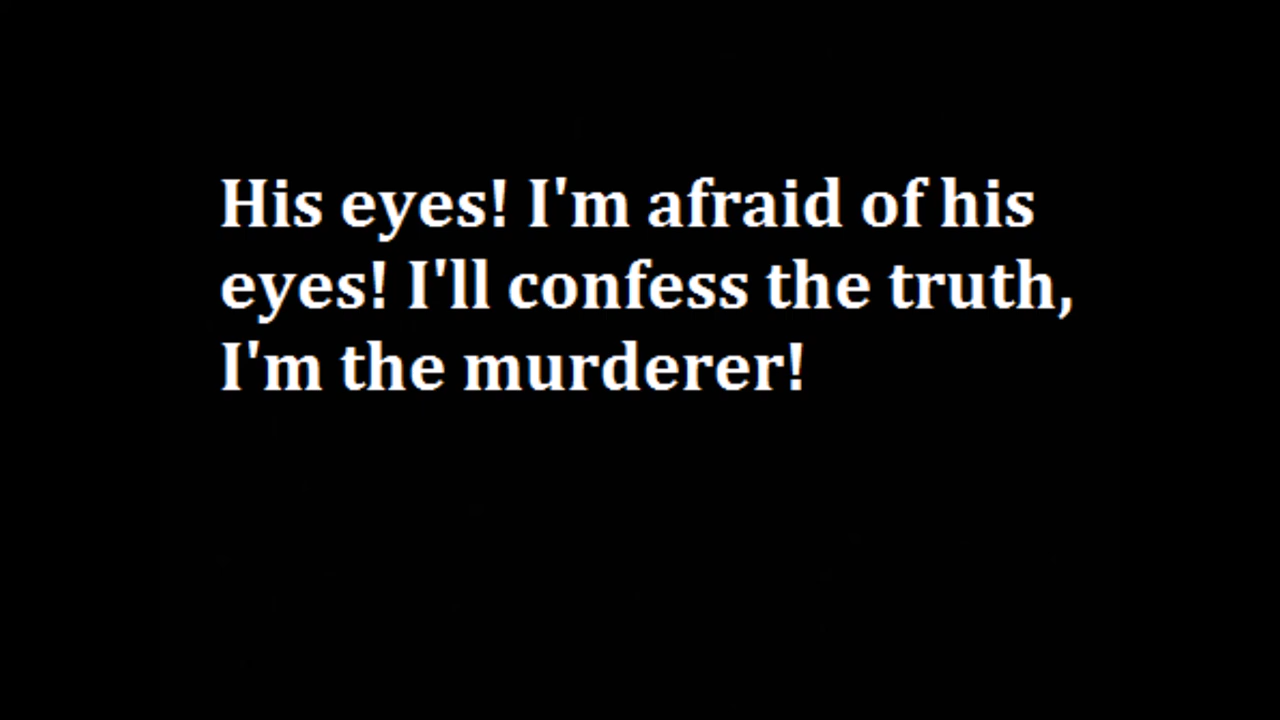 His eyes! I'm afraid of his
eyes! I'll confess the truth,
I'm the murderer!